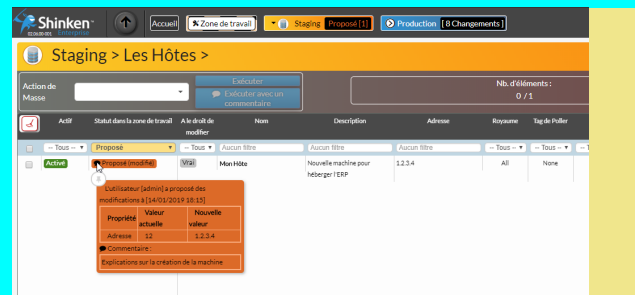 Shinken
Enterprise
Accueil
Zone de travail
Staging Proposé [1]
Production [8 Changements]
Staging > Les Hôtes >
Action de Masse
Exécuter
Exécuter avec un commentaire
Nb. d'éléments :
0 / 1
Actif
Statut dans la zone de travail
A le droit de modifier
Nom
Description
Adresse
Royaume
Tag de Poller
-- Tous --
Proposé
-- Tous --
Aucun filtre
Aucun filtre
Aucun filtre
-- Tous --
-- Tous --
Activé
Proposé (modifié)
Vrai
Mon Hôte
Nouvelle machine pour héberger l'ERP
1.2.3.4
All
None
L'utilisateur [admin] a proposé des
modifications à [14/01/2019 18:15]
Propriété
Valeur actuelle
Nouvelle valeur
Adresse
12
1.2.3.4
Commentaire :
Explications sur la création de la machine